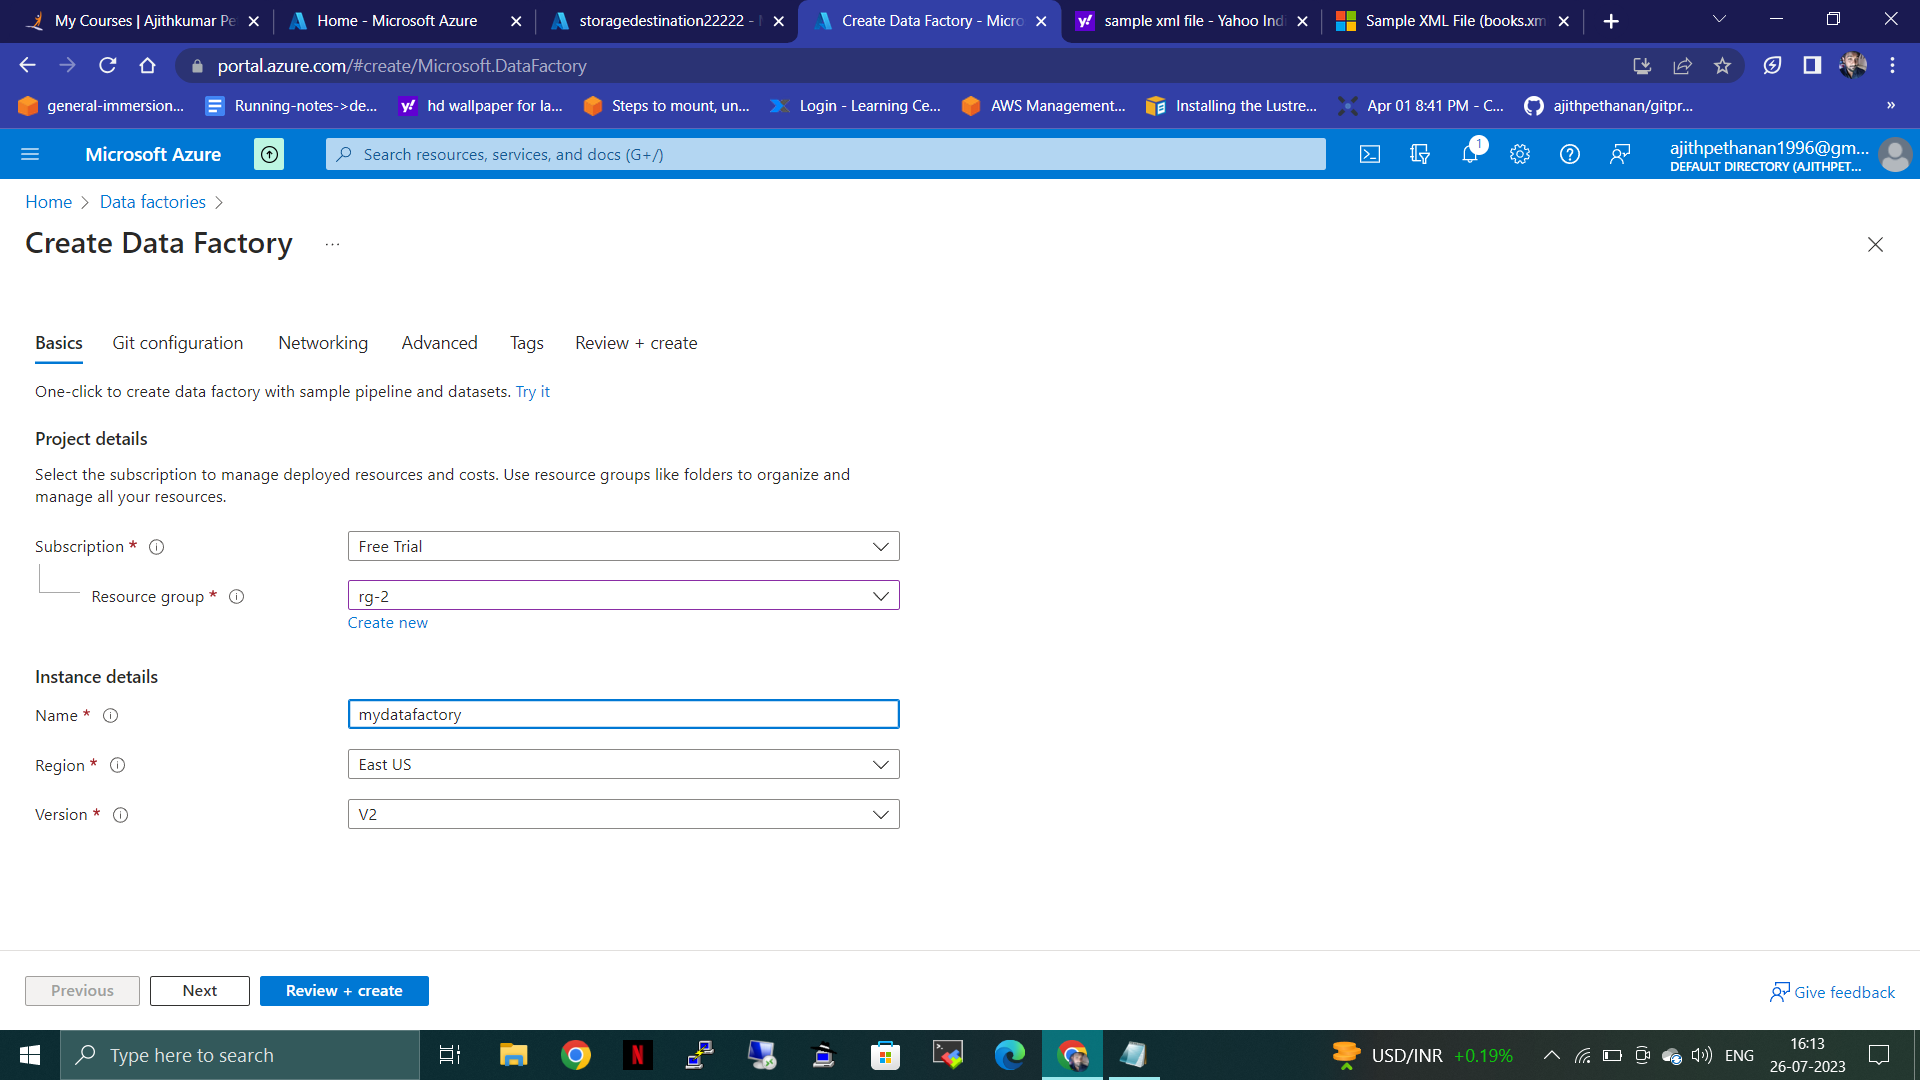 My Courses | Ajithkumar Pe
Home - Microsoft Azure
storagedestination22222 - M
Create Data Factory - Micro
sample xml file - Yahoo Indi
Sample XML File (books.xm
portal.azure.com/#create/Microsoft.DataFactory
general-immersion...
Running-notes->de...
hd wallpaper for la...
Steps to mount, un...
Login - Learning Ce...
AWS Management...
Installing the Lustre...
Apr 01 8:41 PM - C...
ajithpethanan/gitpr...
»
Microsoft Azure
Search resources, services, and docs (G+/)
1
ajithpethanan1996@gm...
DEFAULT DIRECTORY (AJITHPET...
Home > Data factories >
Create Data Factory ...
Basics
Git configuration
Networking
Advanced
Tags
Review + create
One-click to create data factory with sample pipeline and datasets. Try it
Project details
Select the subscription to manage deployed resources and costs. Use resource groups like folders to organize and
manage all your resources.
Subscription *
Free Trial
Resource group *
rg-2
Create new
Instance details
Name *
mydatafactory
Region *
East US
Version *
V2
Previous
Next
Review + create
Give feedback
Type here to search
USD/INR +0.19%
ENG
16:13
26-07-2023